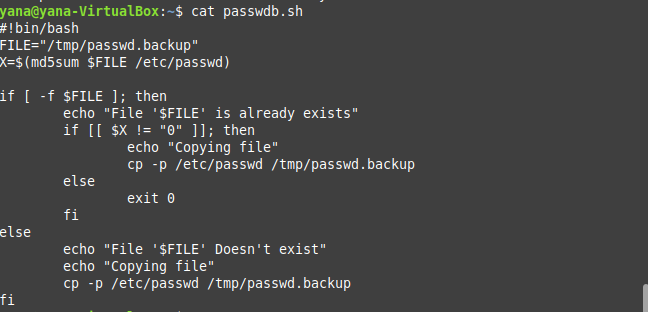 yana@yana-VirtualBox:~$ cat passwdb.sh
#!bin/bash
FILE="/tmp/passwd.backup"
X=$(md5sum $FILE /etc/passwd)

if [ -f $FILE ]; then
        echo "File '$FILE' is already exists"
        if [[ $X != "0" ]]; then
                echo "Copying file"
                cp -p /etc/passwd /tmp/passwd.backup
        else
                exit 0
        fi
else
        echo "File '$FILE' Doesn't exist"
        echo "Copying file"
        cp -p /etc/passwd /tmp/passwd.backup
fi